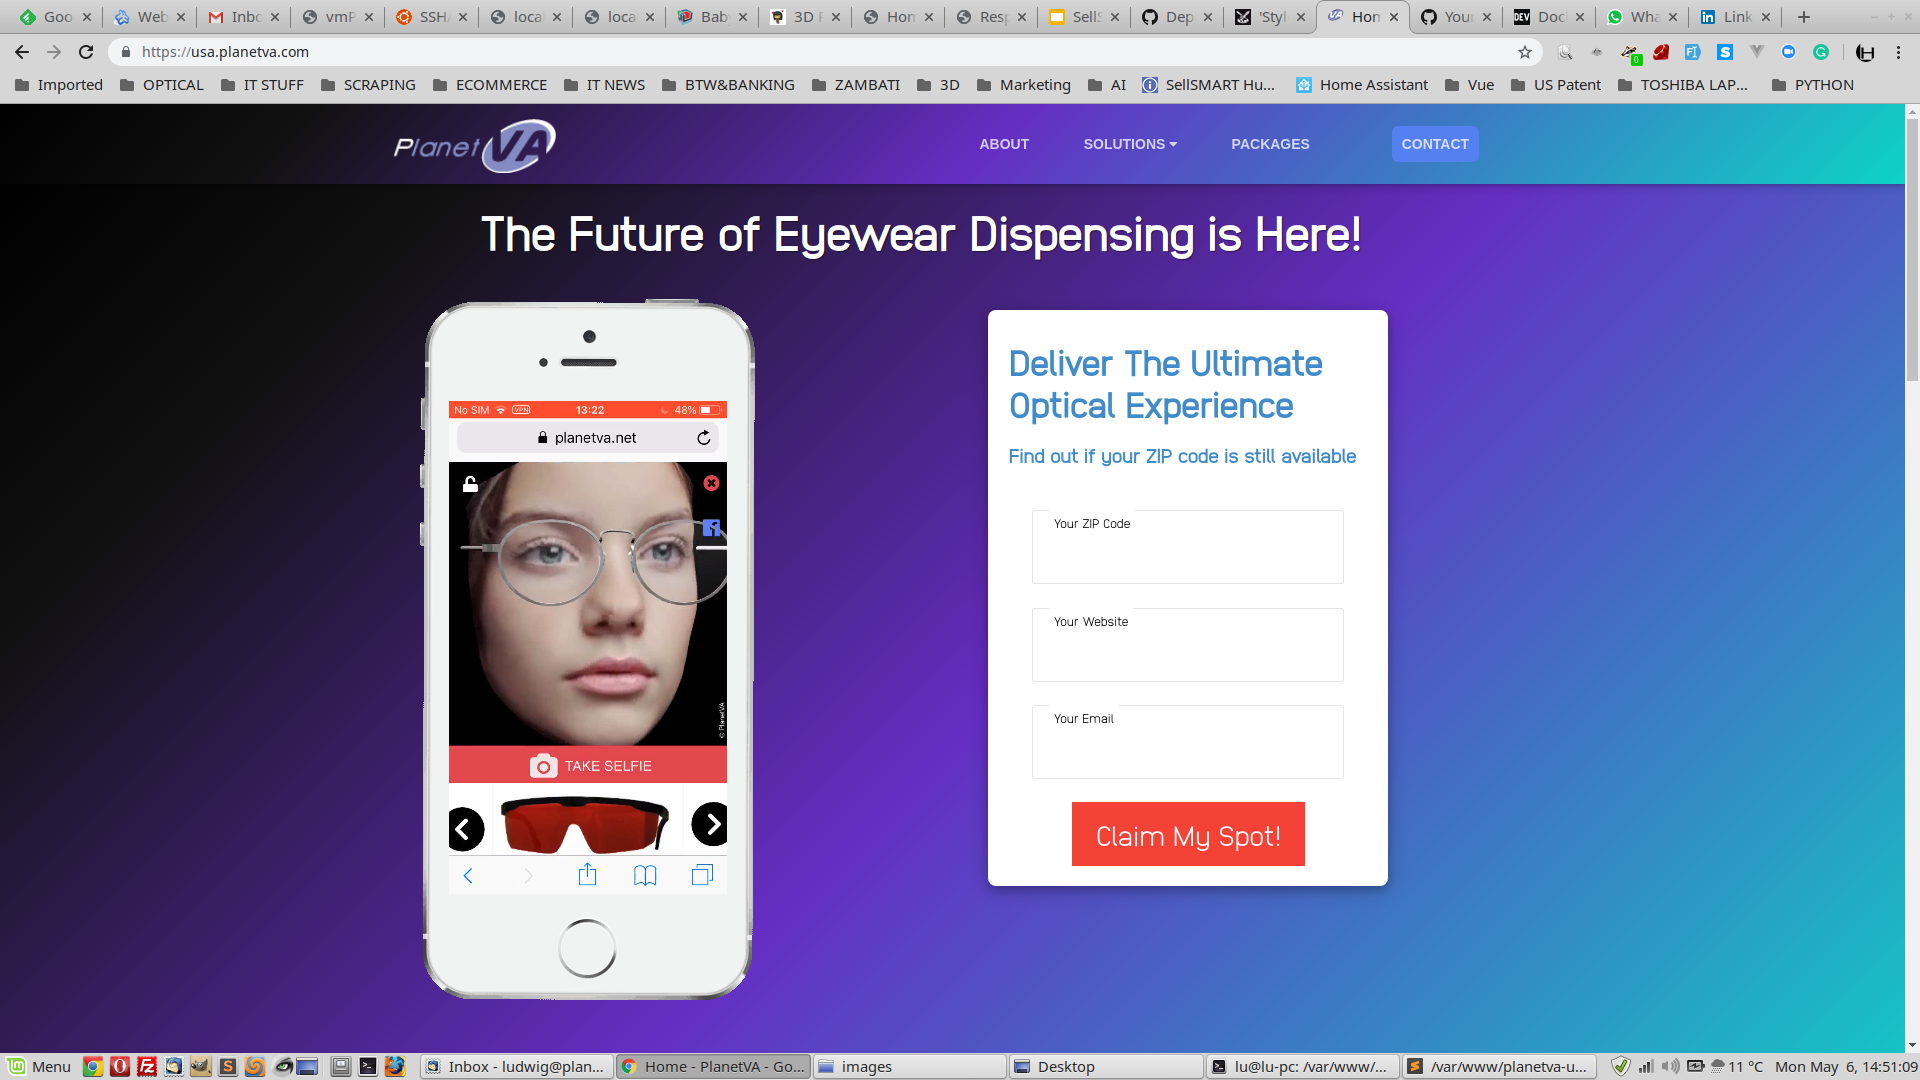 Goo
Web
Inbc
vmP
SSH
loca
loca
Bab
3D F
Hon
Resp
SellS
Dep
'Styl
Hon
Your
DEV
Doc
Wha
Link
https://usa.planetva.com
Imported
OPTICAL
IT STUFF
SCRAPING
ECOMMERCE
IT NEWS
BTW&BANKING
ZAMBATI
3D
Marketing
AI
SellSMART Hu...
Home Assistant
Vue
US Patent
TOSHIBA LAP...
PYTHON
PlanetVA
ABOUT
SOLUTIONS
PACKAGES
CONTACT
The Future of Eyewear Dispensing is Here!
No SIM VPN 13:22 48%
planetva.net
© PlanetVA
TAKE SELFIE
Deliver The Ultimate
Optical Experience
Find out if your ZIP code is still available
Your ZIP Code
Your Website
Your Email
Claim My Spot!
Menu
Inbox - ludwig@plan...
Home - PlanetVA - Go...
images
Desktop
lu@lu-pc: /var/www/...
/var/www/planetva-u...
11 °C
Mon May 6, 14:51:09